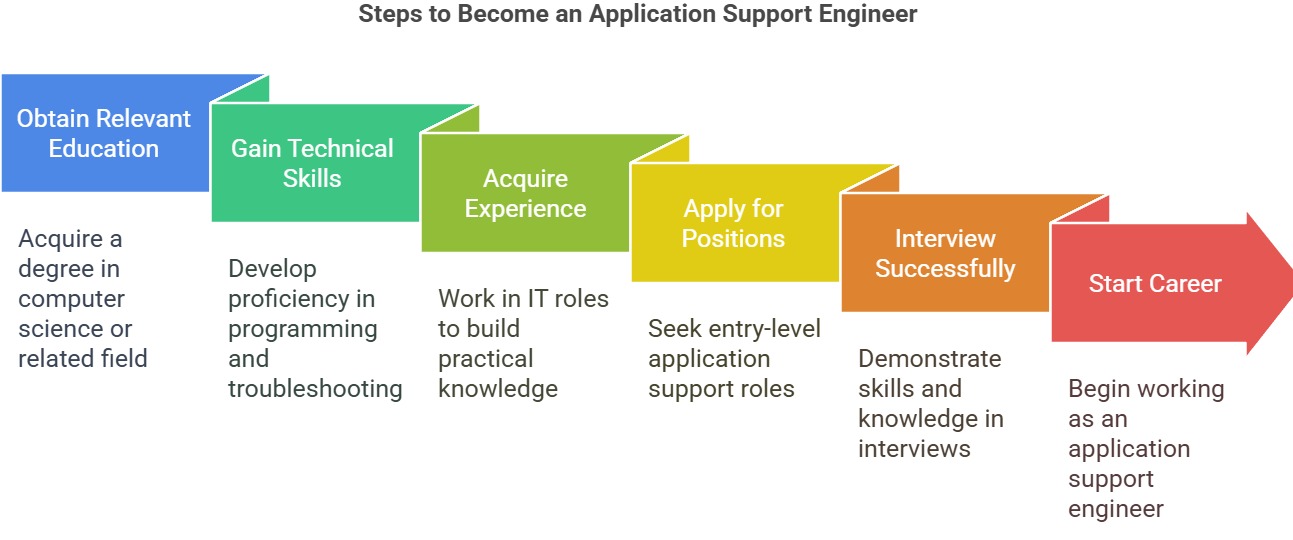 Steps to Become an Application Support Engineer
Obtain Relevant
Education
Acquire a
degree in
computer
science or
related field
Gain Technical
Skills
Develop
proficiency in
programming
and
troubleshooting
Acquire
Experience
Work in IT roles
to build
practical
knowledge
Apply for
Positions
Seek entry-level
application
support roles
Interview
Successfully
Demonstrate
skills and
knowledge in
interviews
Start Career
Begin working
as an
application
support
engineer